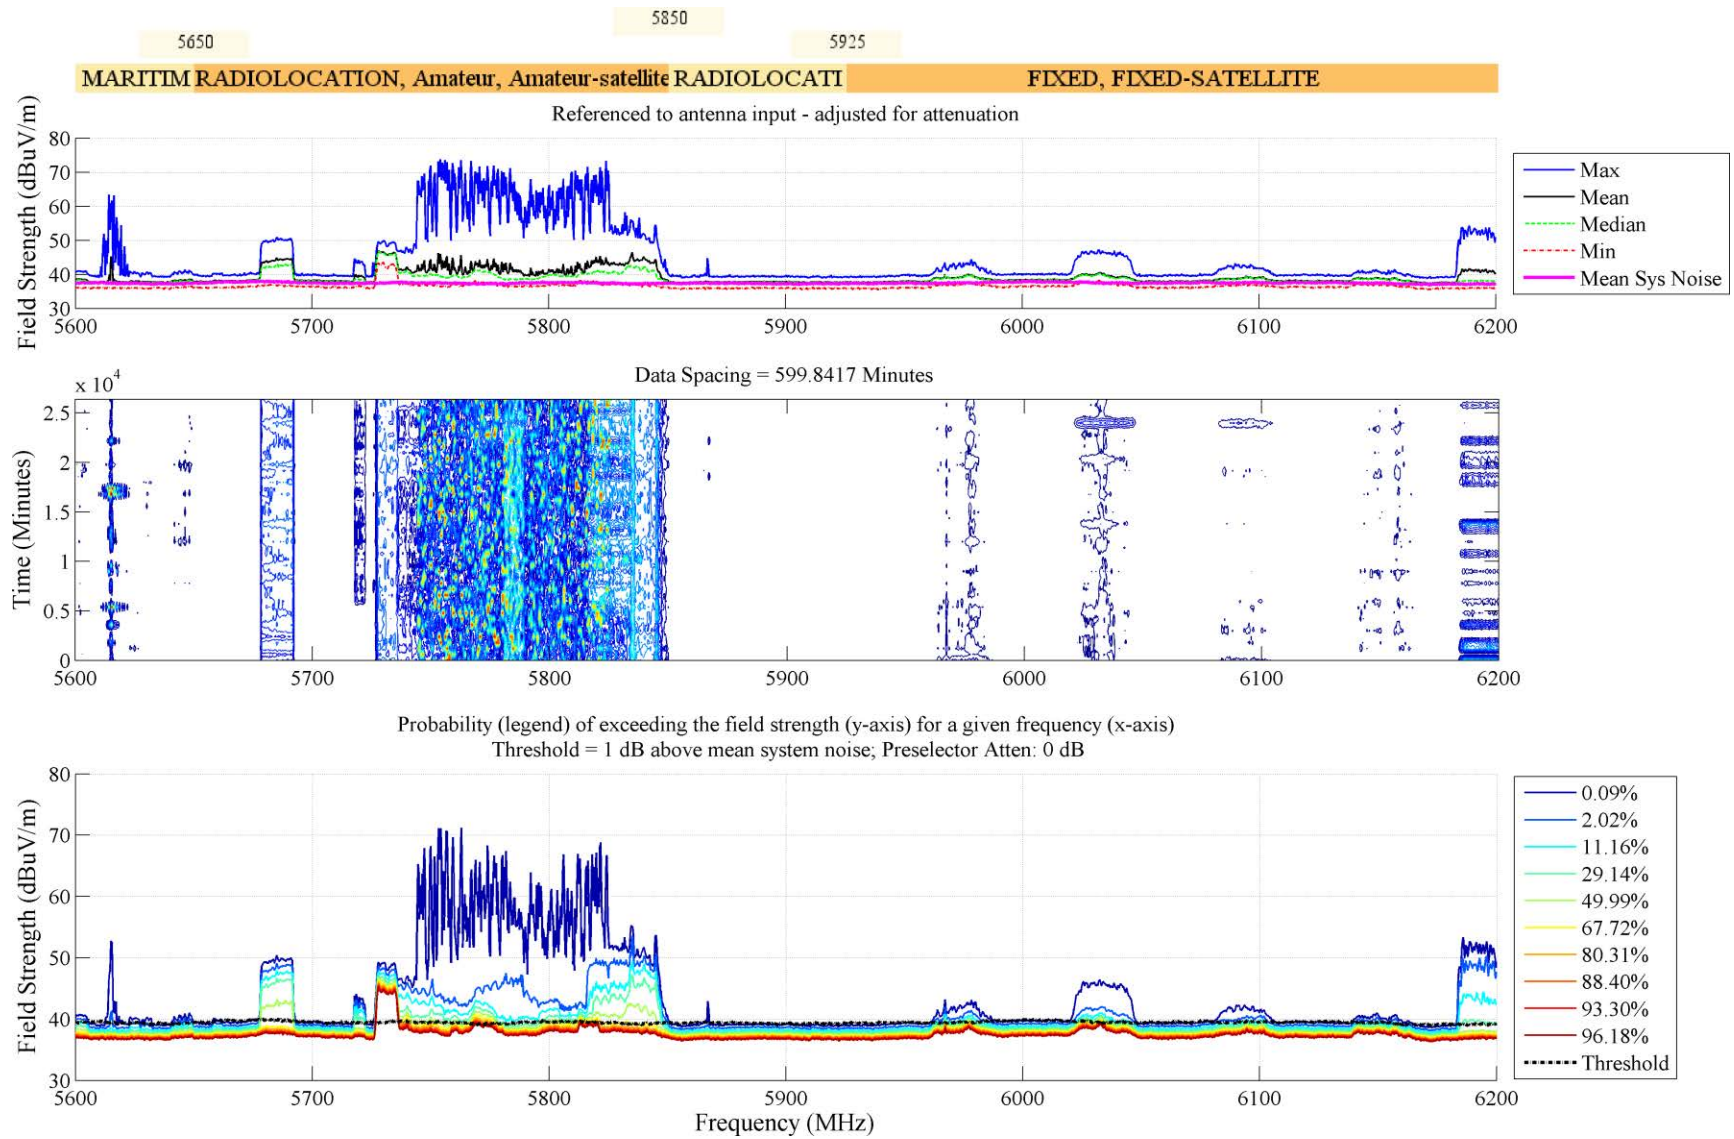 5850
5650
5925
MARITIM RADIOLOCATION, Amateur, Amateur-satellite RADIOLOCATI FIXED, FIXED-SATELLITE
Referenced to antenna input - adjusted for attenuation
Field Strength (dBuV/m)
80
70
60
50
40
30
5600 5700 5800 5900 6000 6100 6200
Max
Mean
Median
Min
Mean Sys Noise
Data Spacing = 599.8417 Minutes
x 10^4
Time (Minutes)
2.5
2
1.5
1
0.5
0
5600 5700 5800 5900 6000 6100 6200
Probability (legend) of exceeding the field strength (y-axis) for a given frequency (x-axis)
Threshold = 1 dB above mean system noise; Preselector Atten: 0 dB
Field Strength (dBuV/m)
80
70
60
50
40
30
5600 5700 5800 5900 6000 6100 6200
Frequency (MHz)
0.09%
2.02%
11.16%
29.14%
49.99%
67.72%
80.31%
88.40%
93.30%
96.18%
Threshold